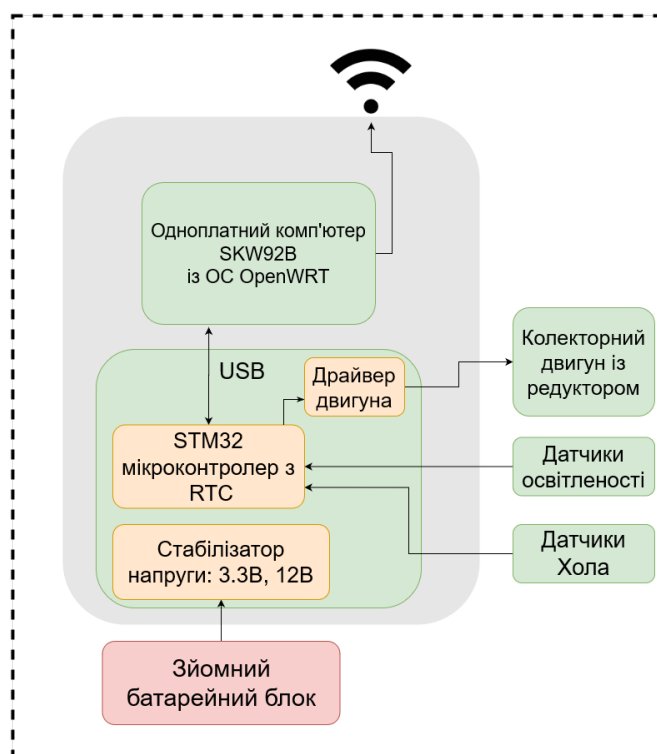 Одноплатний комп'ютер
SKW92B
із ОС OpenWRT
USB
Драйвер
двигуна
Колекторний
двигун із
редуктором
STM32
мікроконтролер з
RTC
Датчики
освітленості
Стабілізатор
напруги: 3.3В, 12В
Датчики
Хола
Зйомний
батарейний блок